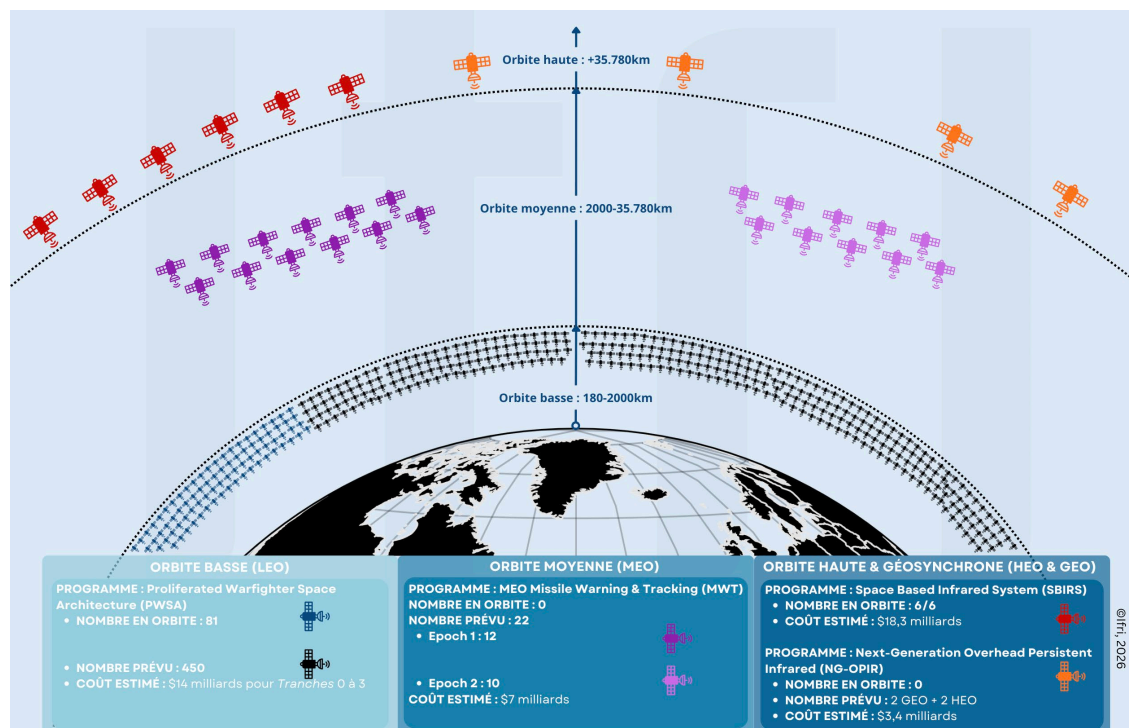 Orbite haute : +35.780km
Orbite moyenne : 2000-35.780km
Orbite basse : 180-2000km
ORBITE BASSE (LEO)
PROGRAMME : Proliferated Warfighter Space
Architecture (PWSA)
• NOMBRE EN ORBITE : 81
• NOMBRE PRÉVU : 450
• COÛT ESTIMÉ : $14 milliards pour Tranches 0 à 3
ORBITE MOYENNE (MEO)
PROGRAMME : MEO Missile Warning & Tracking (MWT)
NOMBRE EN ORBITE : 0
NOMBRE PRÉVU : 22
• Epoch 1 : 12
• Epoch 2 : 10
COÛT ESTIMÉ : $7 milliards
ORBITE HAUTE & GÉOSYNCHRONE (HEO & GEO)
PROGRAMME : Space Based Infrared System (SBIRS)
• NOMBRE EN ORBITE : 6/6
• COÛT ESTIMÉ : $18,3 milliards
PROGRAMME : Next-Generation Overhead Persistent
Infrared (NG-OPIR)
• NOMBRE EN ORBITE : 0
• NOMBRE PRÉVU : 2 GEO + 2 HEO
• COÛT ESTIMÉ : $3,4 milliards
©Ifri, 2026
ifri